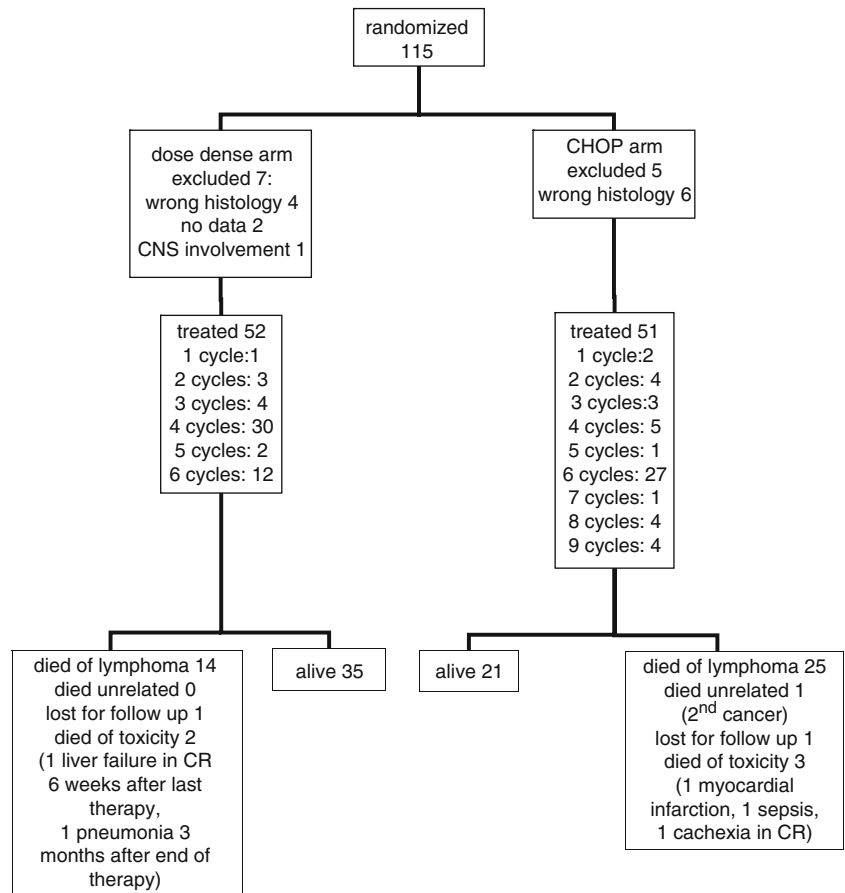 randomized
115
dose dense arm
excluded 7:
wrong histology 4
no data 2
CNS involvement 1
CHOP arm
excluded 5
wrong histology 6
treated 52
1 cycle:1
2 cycles: 3
3 cycles: 4
4 cycles: 30
5 cycles: 2
6 cycles: 12
treated 51
1 cycle:2
2 cycles: 4
3 cycles:3
4 cycles: 5
5 cycles: 1
6 cycles: 27
7 cycles: 1
8 cycles: 4
9 cycles: 4
died of lymphoma 14
died unrelated 0
lost for follow up 1
died of toxicity 2
(1 liver failure in CR
6 weeks after last
therapy,
1 pneumonia 3
months after end of
therapy)
alive 35
alive 21
died of lymphoma 25
died unrelated 1
(2nd cancer)
lost for follow up 1
died of toxicity 3
(1 myocardial
infarction, 1 sepsis,
1 cachexia in CR)